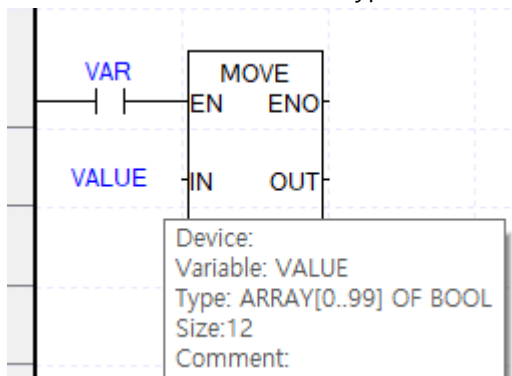 VAR
MOVE
EN ENO
VALUE
IN OUT
Device:
Variable: VALUE
Type: ARRAY[0..99] OF BOOL
Size:12
Comment: